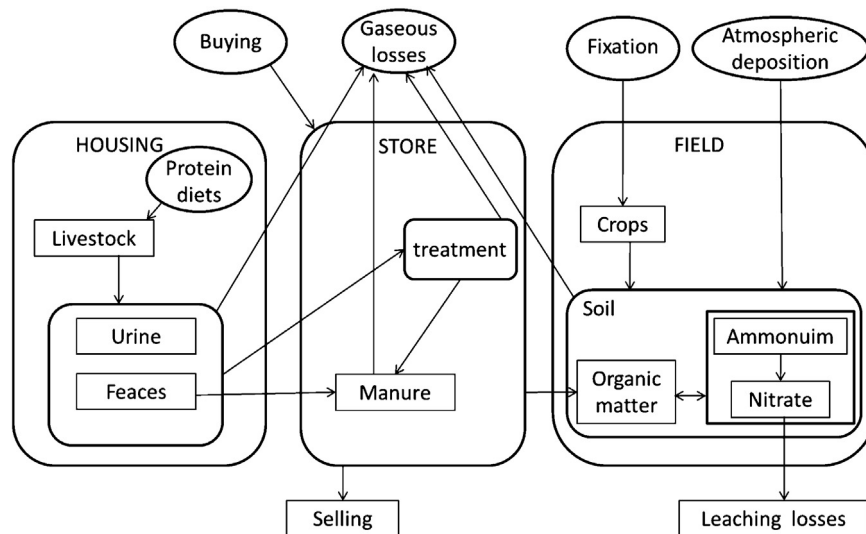 Buying
Gaseous
losses
Fixation
Atmospheric
deposition
HOUSING
STORE
FIELD
Protein
diets
Livestock
Crops
treatment
Soil
Urine
Ammonuim
Feaces
Manure
Organic
matter
Nitrate
Selling
Leaching losses